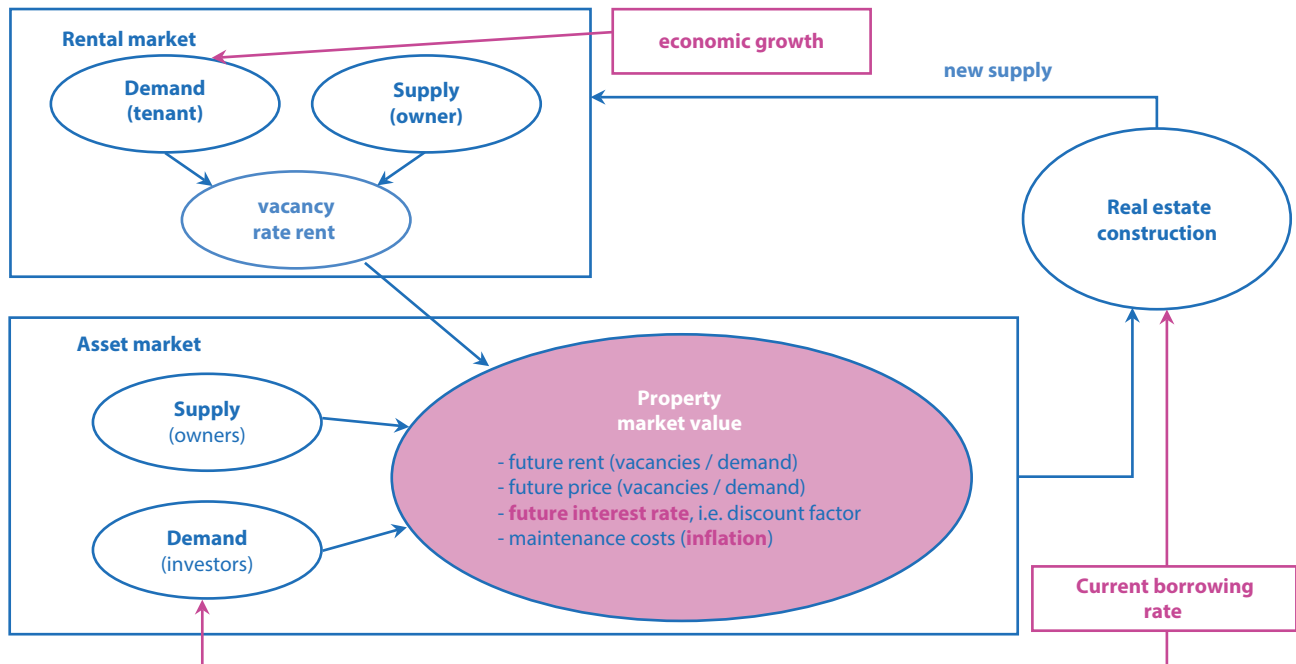 Rental market
economic growth
Demand
(tenant)
Supply
(owner)
new supply
vacancy
rate rent
Real estate
construction
Asset market
Supply
(owners)
Property
market value
- future rent (vacancies / demand)
- future price (vacancies / demand)
- future interest rate, i.e. discount factor
- maintenance costs (inflation)
Demand
(investors)
Current borrowing
rate